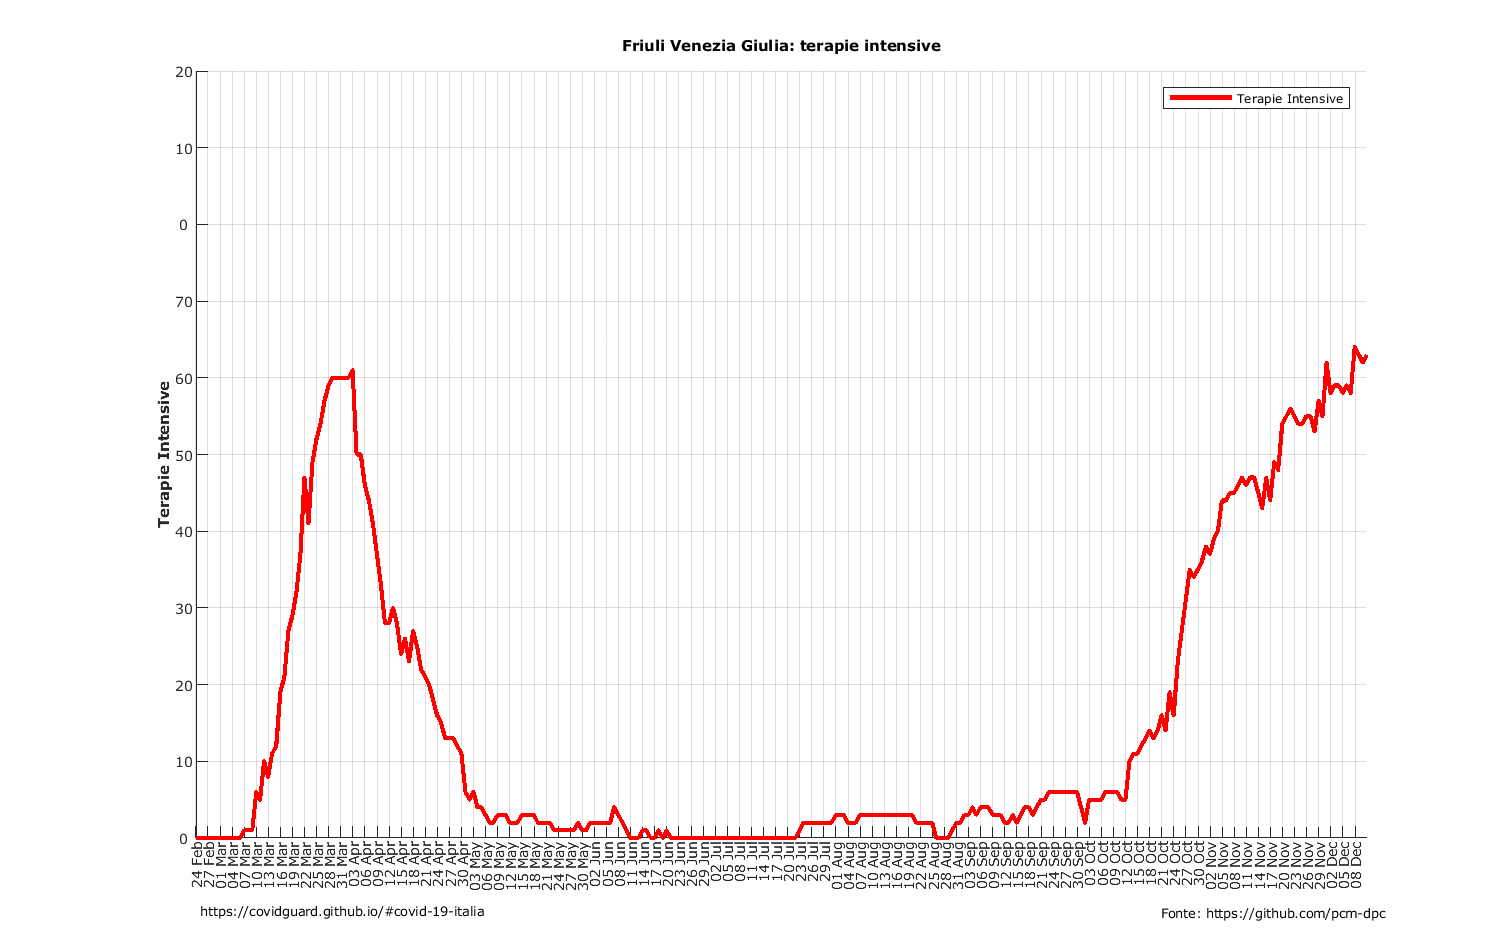 Friuli Venezia Giulia: terapie intensive
Terapie Intensive
20
10
0
70
60
50
40
30
20
10
0
Terapie Intensive
24 Feb
27 Feb
01 Mar
04 Mar
07 Mar
10 Mar
13 Mar
16 Mar
19 Mar
22 Mar
25 Mar
28 Mar
31 Mar
03 Apr
06 Apr
09 Apr
12 Apr
15 Apr
18 Apr
21 Apr
24 Apr
27 Apr
30 Apr
03 May
06 May
09 May
12 May
15 May
18 May
21 May
24 May
27 May
30 May
02 Jun
05 Jun
08 Jun
11 Jun
14 Jun
17 Jun
20 Jun
23 Jun
26 Jun
29 Jun
02 Jul
05 Jul
08 Jul
11 Jul
14 Jul
17 Jul
20 Jul
23 Jul
26 Jul
29 Jul
01 Aug
04 Aug
07 Aug
10 Aug
13 Aug
16 Aug
19 Aug
22 Aug
25 Aug
28 Aug
31 Aug
03 Sep
06 Sep
09 Sep
12 Sep
15 Sep
18 Sep
21 Sep
24 Sep
27 Sep
30 Sep
03 Oct
06 Oct
09 Oct
12 Oct
15 Oct
18 Oct
21 Oct
24 Oct
27 Oct
30 Oct
02 Nov
05 Nov
08 Nov
11 Nov
14 Nov
17 Nov
20 Nov
23 Nov
26 Nov
29 Nov
02 Dec
05 Dec
08 Dec
https://covidguard.github.io/#covid-19-italia
Fonte: https://github.com/pcm-dpc